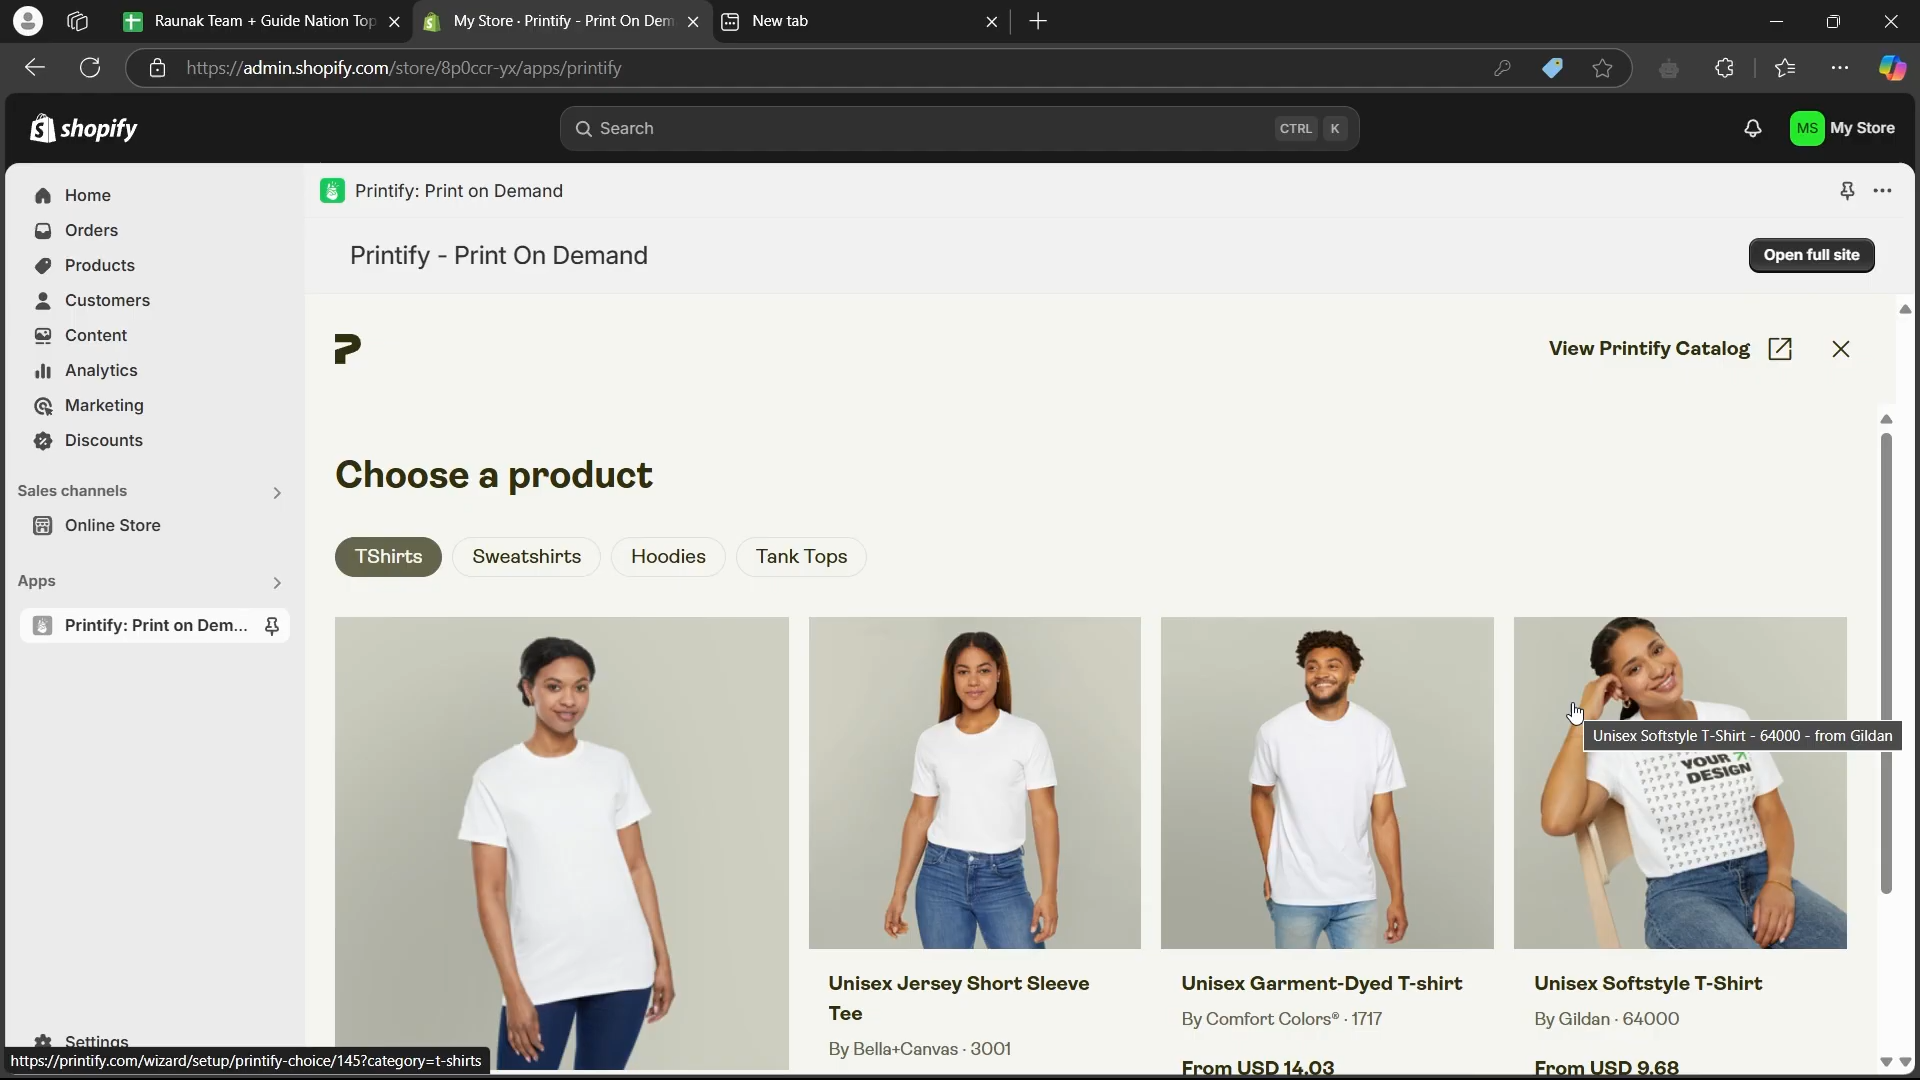 Raunak Team + Guide Nation Top
My Store · Printify - Print On Dem
New tab
https://admin.shopify.com/store/8p0ccr-yx/apps/printify
shopify
Search
CTRL K
MS My Store
Home
Orders
Products
Customers
Content
Analytics
Marketing
Discounts
Sales channels
Online Store
Apps
Printify: Print on Dem...
Settings
https://printify.com/wizard/setup/printify-choice/145?category=t-shirts
Printify: Print on Demand
Printify - Print On Demand
Open full site
View Printify Catalog
Choose a product
TShirts
Sweatshirts
Hoodies
Tank Tops
Unisex Softstyle T-Shirt - 64000 - from Gildan
YOUR
DESIGN
Unisex Jersey Short Sleeve
Tee
By Bella+Canvas · 3001
Unisex Garment-Dyed T-shirt
By Comfort Colors® · 1717
From USD 14.03
Unisex Softstyle T-Shirt
By Gildan · 64000
From USD 9.68